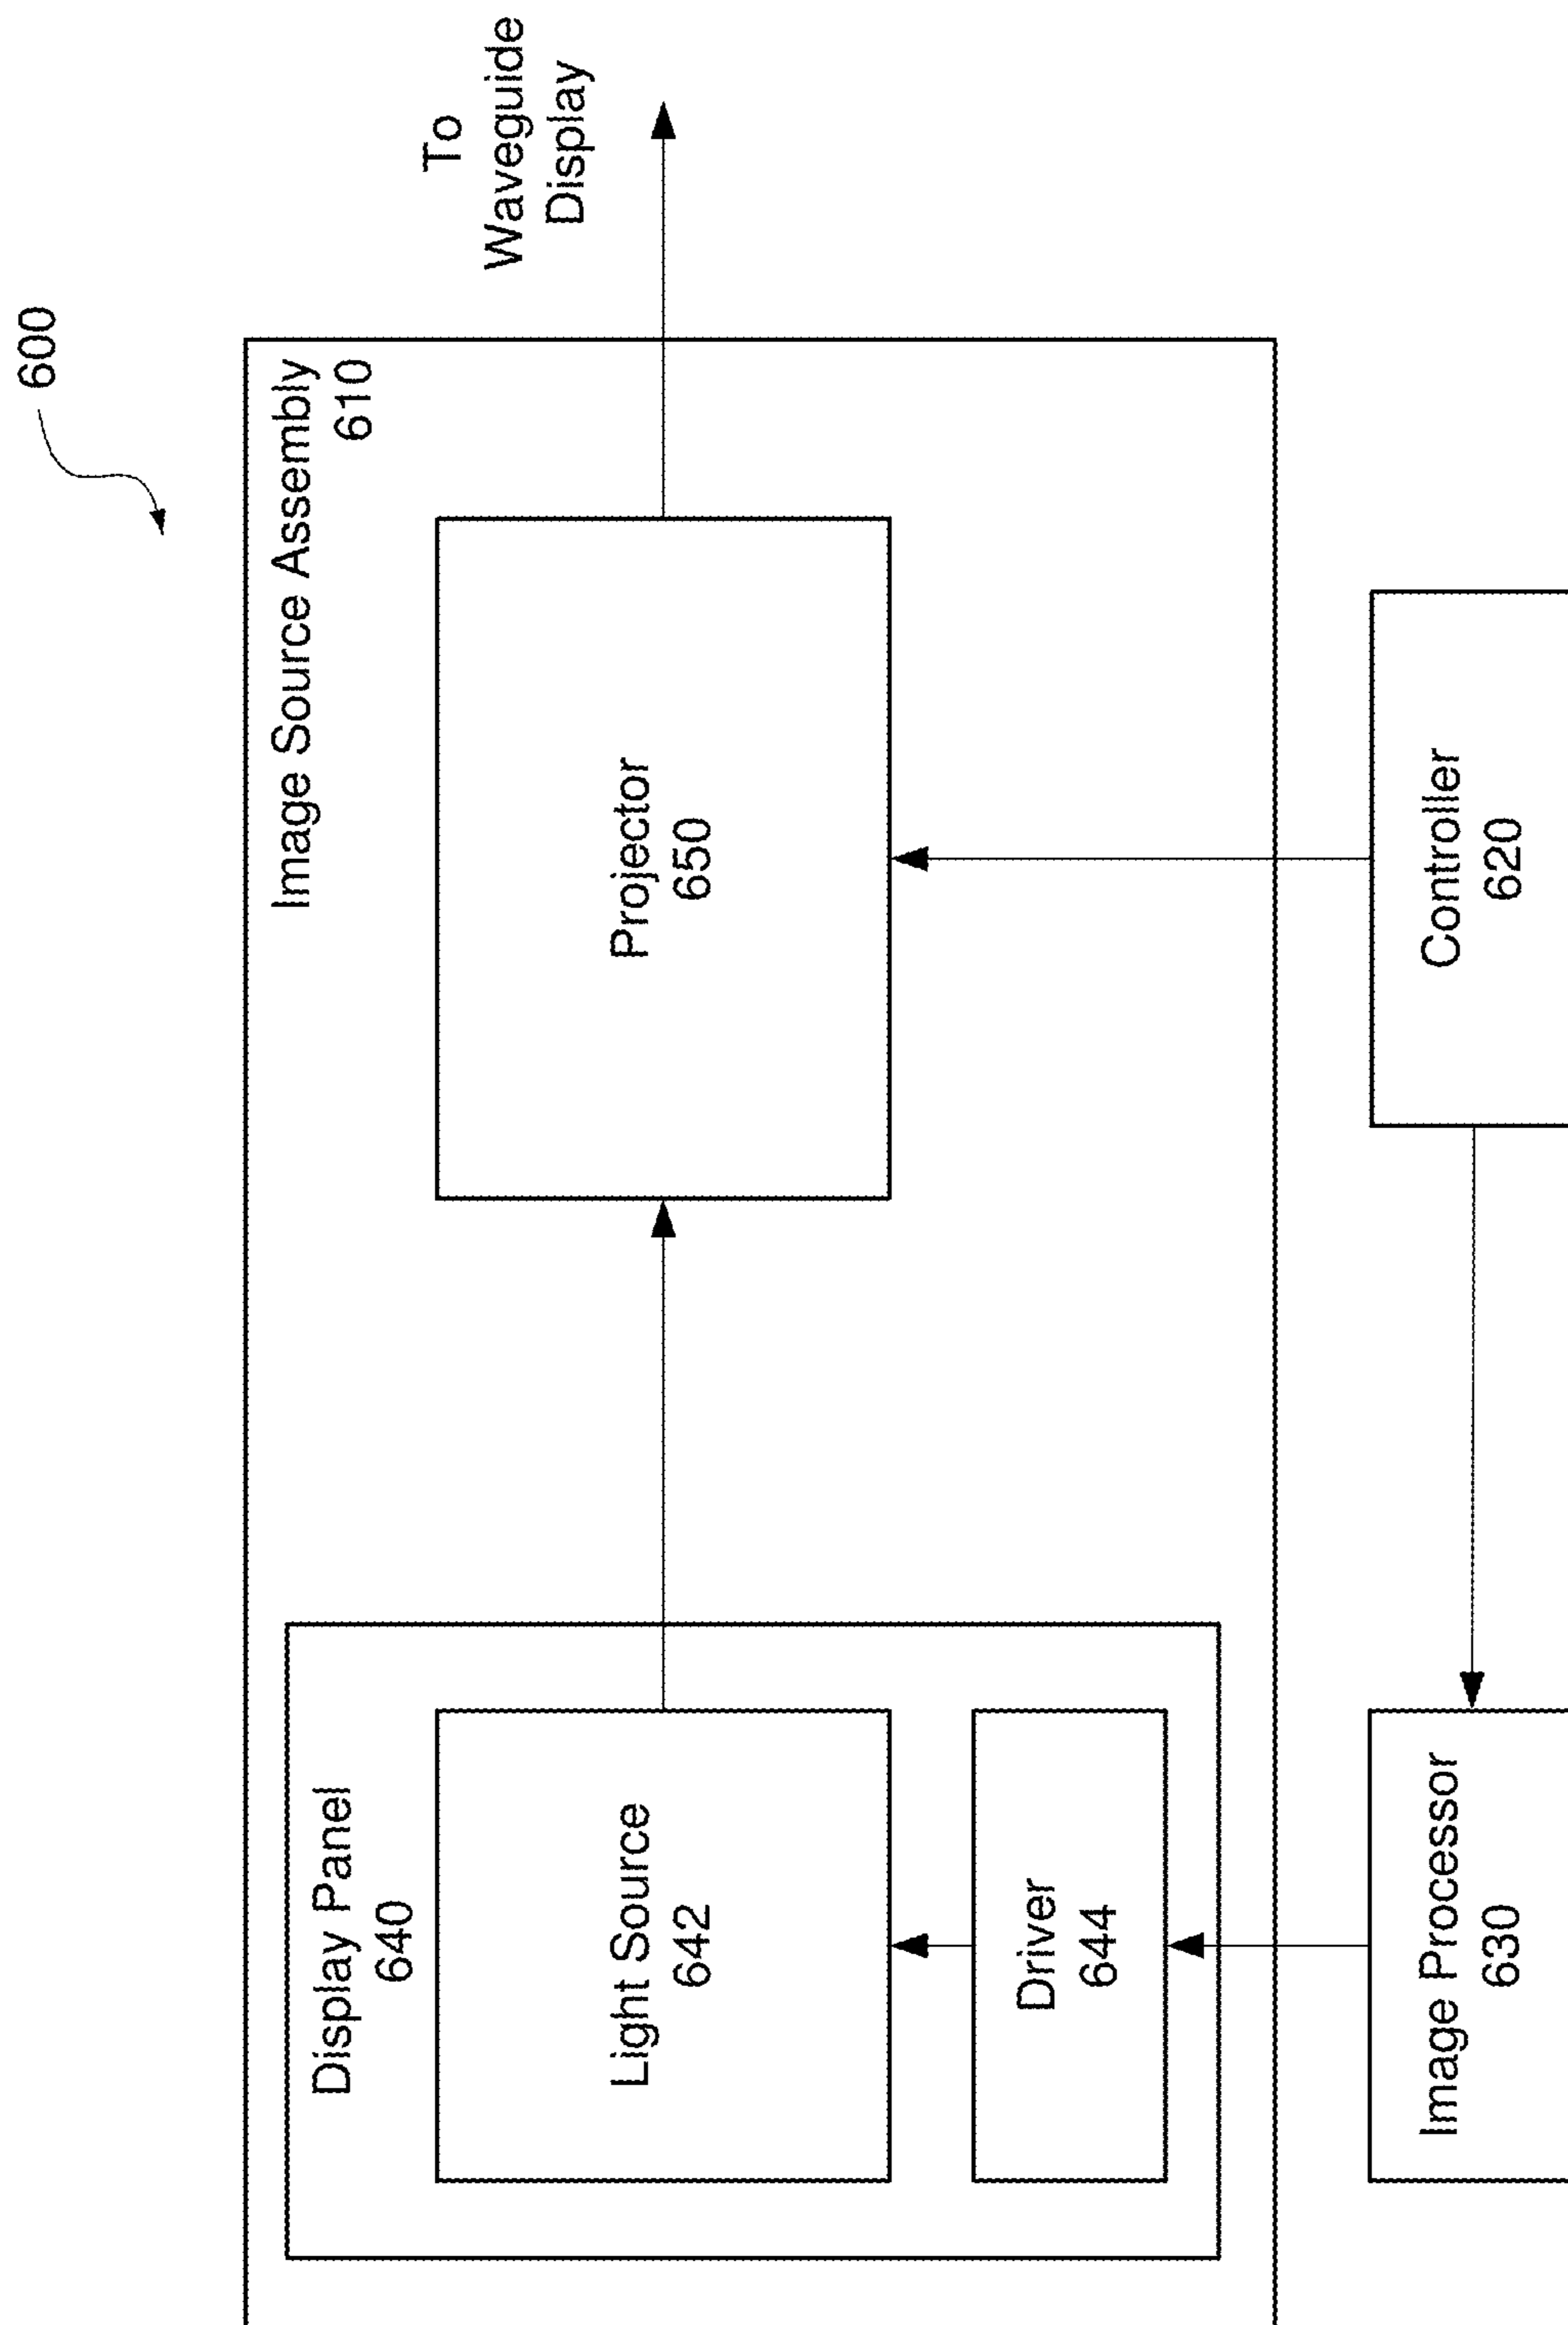 600
Image Source Assembly
610
To
Waveguide
Display
Display Panel
640
Light Source
642
Projector
650
Driver
644
Image Processor
630
Controller
620